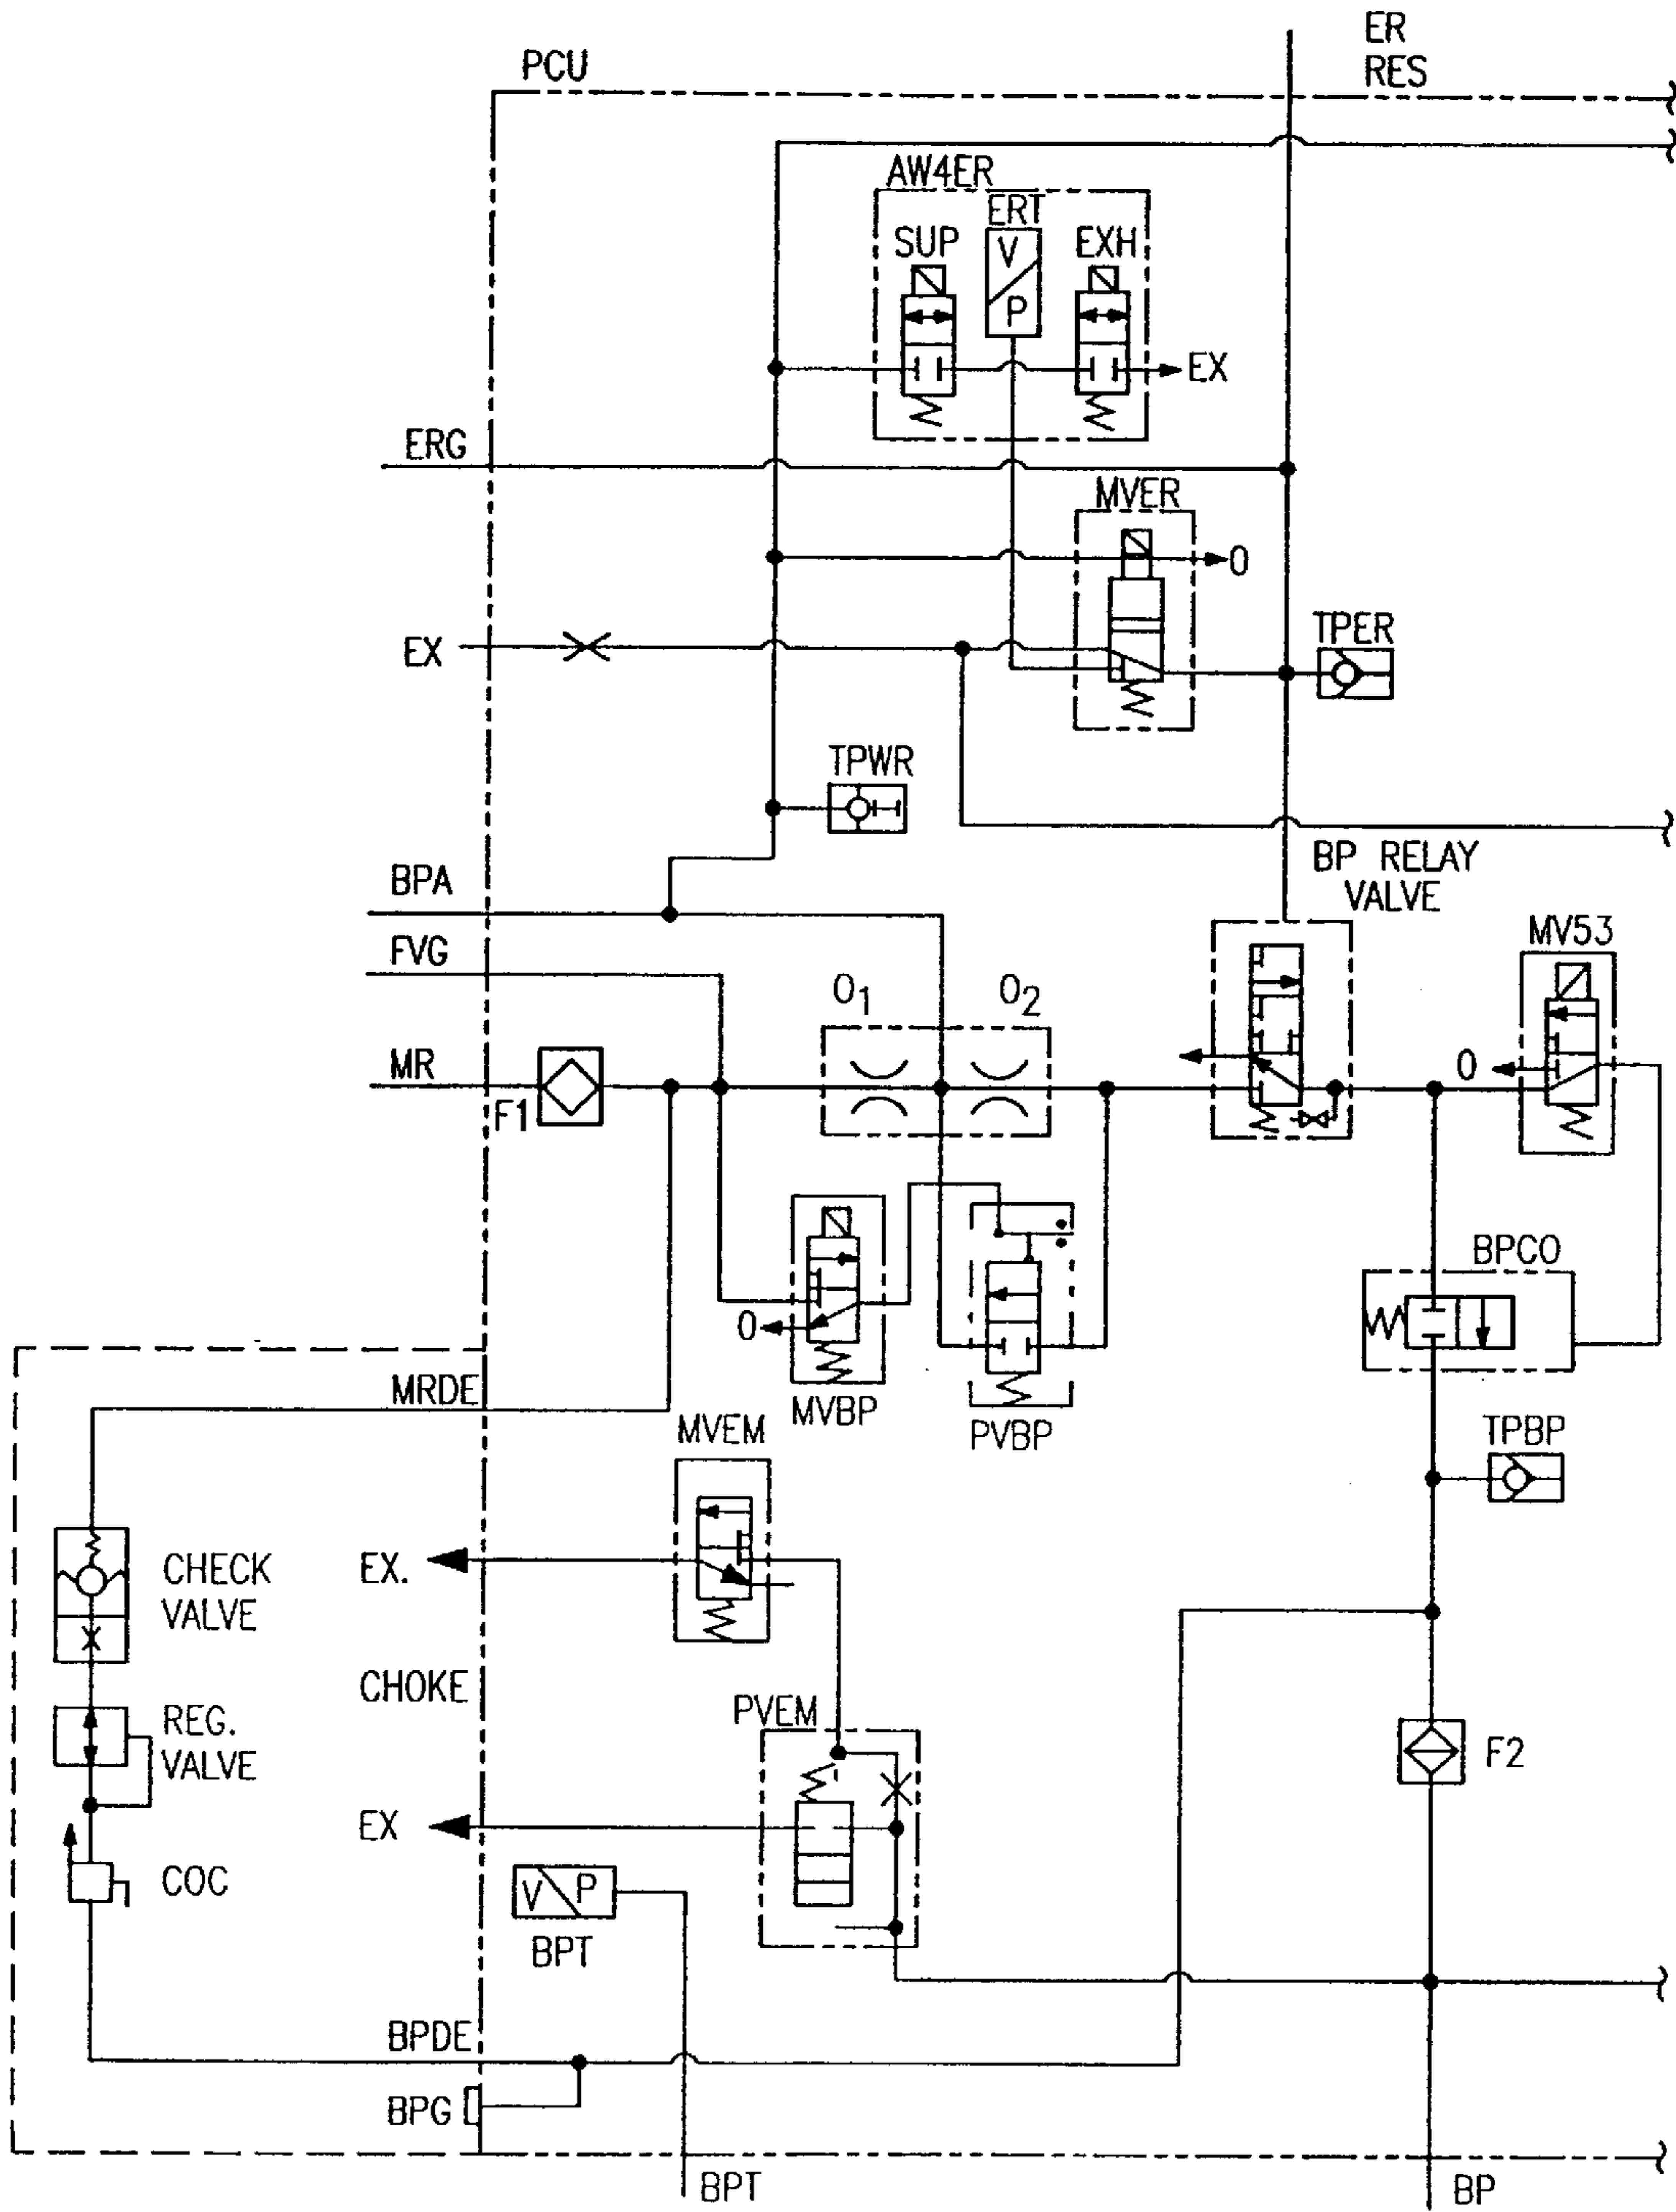 ER
RES
PCU
AW4ER
ERT
SUP
V
P
EXH
EX
ERG
MVER
0
EX
TPER
TPWR
BP RELAY
VALVE
BPA
MV53
FVG
O1
O2
MR
0
F1
BPCO
0
MRDE
MVBP
PVBP
MVEM
TPBP
CHECK
VALVE
EX.
CHOKE
PVEM
REG.
VALVE
F2
EX
COC
V P
BPT
BPDE
BPG
BPT
BP